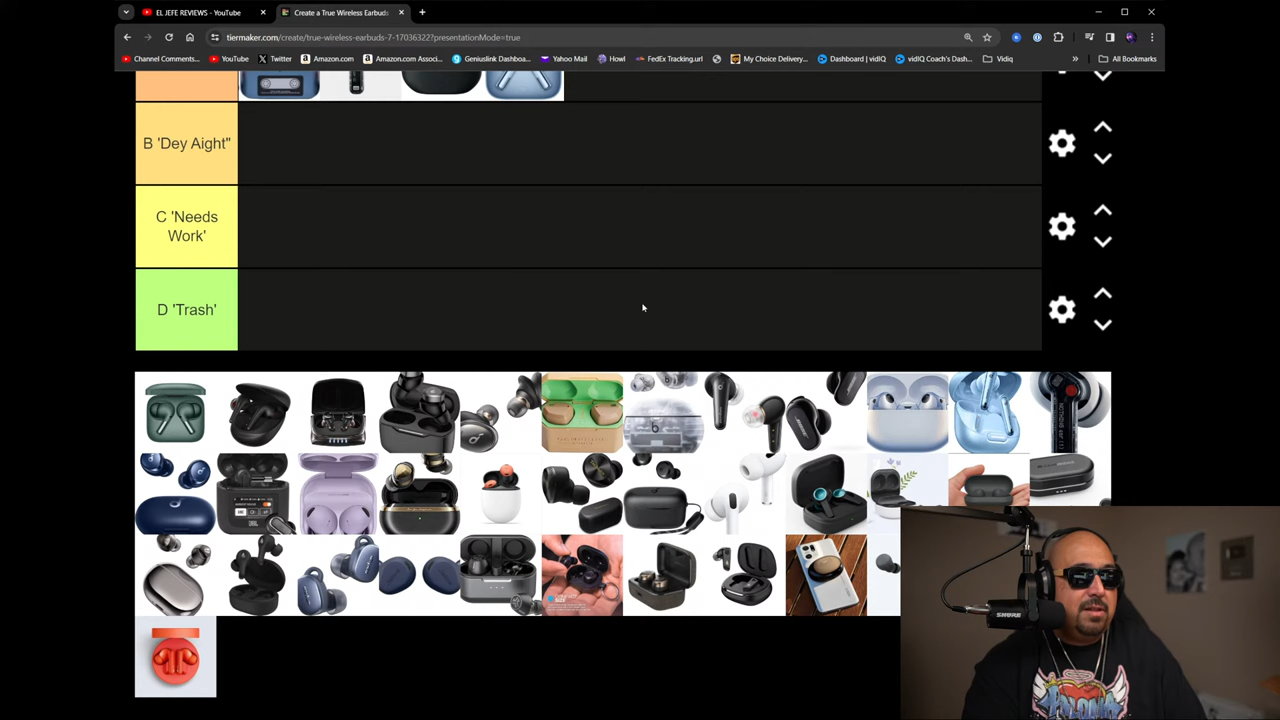 EL JEFE REVIEWS - YouTube
Create a True Wireless Earbuds
tiermaker.com/create/true-wireless-earbuds-7-17036322?presentationMode=true
Channel Comments...
YouTube
Twitter
Amazon.com
Amazon.com Associ...
Geniuslink Dashboa...
Yahoo Mail
Howl
FedEx Tracking.url
My Choice Delivery...
Dashboard | vidIQ
vidIQ Coach's Dash...
Vidiq
All Bookmarks
B 'Dey Aight"
C 'Needs
Work'
D 'Trash'
SHURE